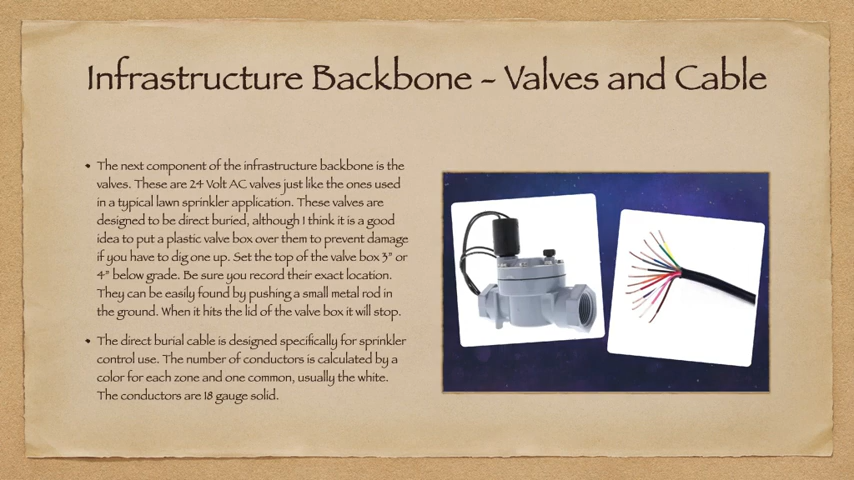 Infrastructure Backbone - Valves and Cable
• The next component of the infrastructure backbone is the
valves. These are 24 Volt AC valves just like the ones used
in a typical lawn sprinkler application. These valves are
designed to be direct buried, although I think it is a good
idea to put a plastic valve box over them to prevent damage
if you have to dig one up. Set the top of the valve box 3" or
4" below grade. Be sure you record their exact location.
They can be easily found by pushing a small metal rod in
the ground. When it hits the lid of the valve box it will stop.
• The direct burial cable is designed specifically for sprinkler
control use. The number of conductors is calculated by a
color for each zone and one common, usually the white.
The conductors are 18 gauge solid.